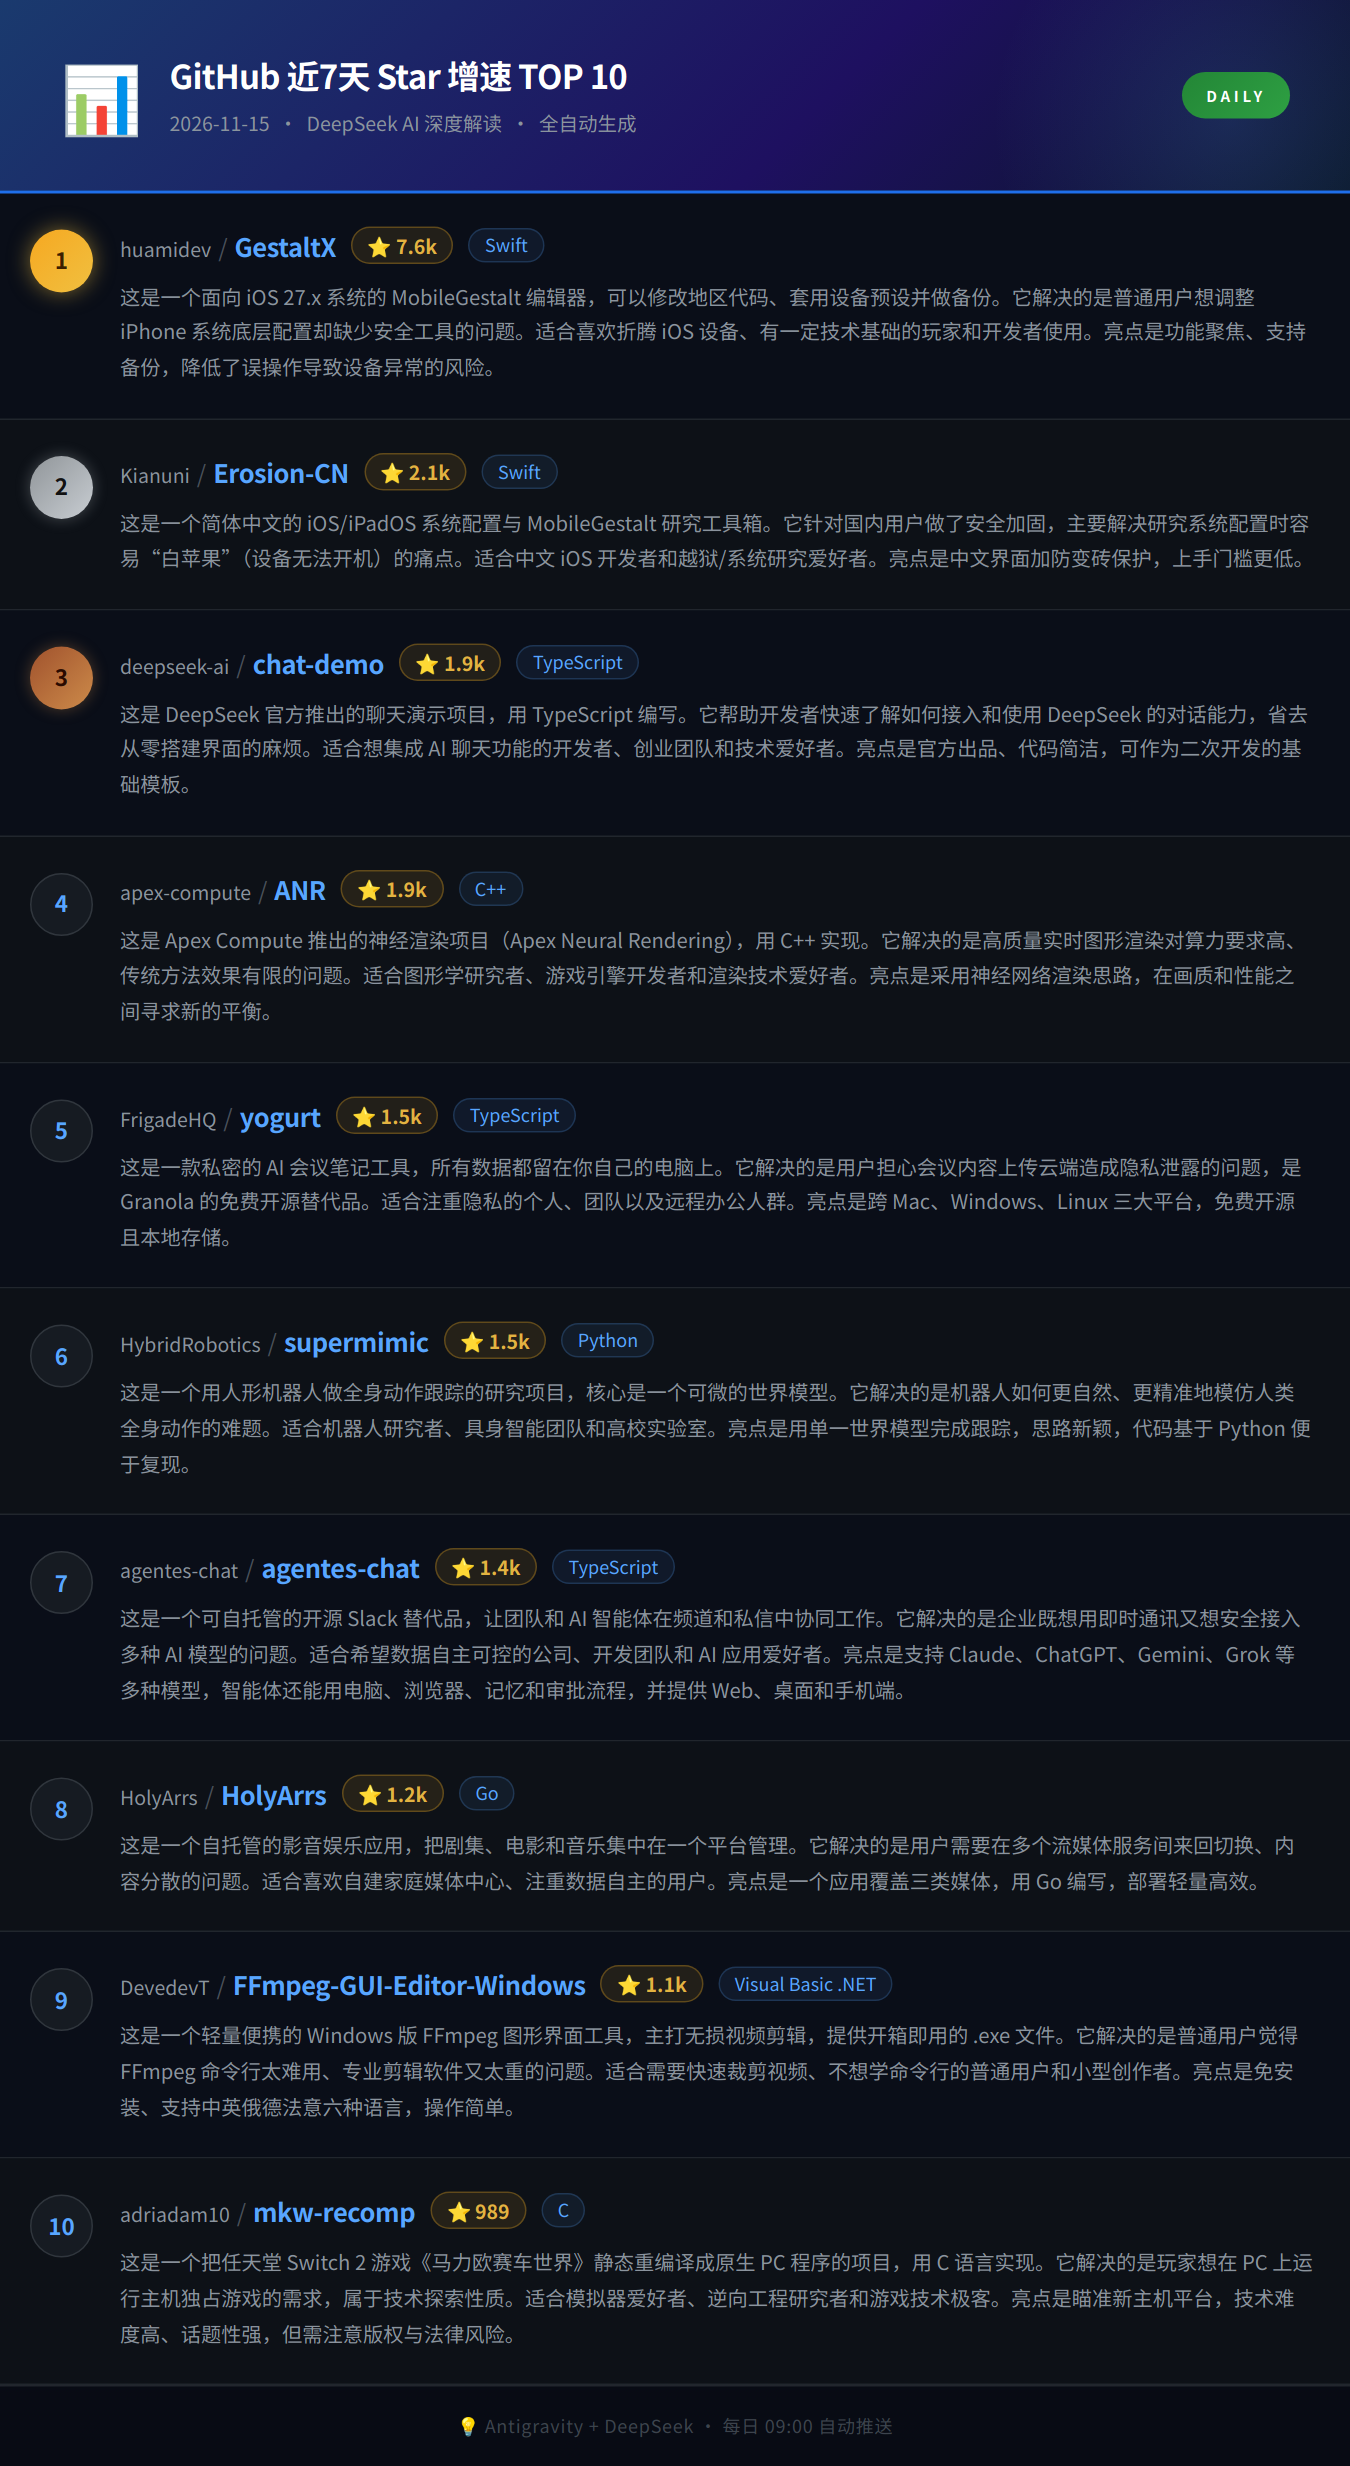 GitHub 近7天 Star 增速 TOP 10
2026-11-15 • DeepSeek AI 深度解读 • 全自动生成
DAILY
1
huamidev / GestaltX ⭐ 7.6k Swift
这是一个面向 iOS 27.x 系统的 MobileGestalt 编辑器，可以修改地区代码、套用设备预设并做备份。它解决的是普通用户想调整
iPhone 系统底层配置却缺少安全工具的问题。适合喜欢折腾 iOS 设备、有一定技术基础的玩家和开发者使用。亮点是功能聚焦、支持
备份，降低了误操作导致设备异常的风险。
2
Kianuni / Erosion-CN ⭐ 2.1k Swift
这是一个简体中文的 iOS/iPadOS 系统配置与 MobileGestalt 研究工具箱。它针对国内用户做了安全加固，主要解决研究系统配置时容
易“白苹果”（设备无法开机）的痛点。适合中文 iOS 开发者和越狱/系统研究爱好者。亮点是中文界面加防变砖保护，上手门槛更低。
3
deepseek-ai / chat-demo ⭐ 1.9k TypeScript
这是 DeepSeek 官方推出的聊天演示项目，用 TypeScript 编写。它帮助开发者快速了解如何接入和使用 DeepSeek 的对话能力，省去
从零搭建界面的麻烦。适合想集成 AI 聊天功能的开发者、创业团队和技术爱好者。亮点是官方出品、代码简洁，可作为二次开发的基
础模板。
4
apex-compute / ANR ⭐ 1.9k C++
这是 Apex Compute 推出的神经渲染项目（Apex Neural Rendering），用 C++ 实现。它解决的是高质量实时图形渲染对算力要求高、
传统方法效果有限的问题。适合图形学研究者、游戏引擎开发者和渲染技术爱好者。亮点是采用神经网络渲染思路，在画质和性能之
间寻求新的平衡。
5
FrigadeHQ / yogurt ⭐ 1.5k TypeScript
这是一款私密的 AI 会议笔记工具，所有数据都留在你自己的电脑上。它解决的是用户担心会议内容上传云端造成隐私泄露的问题，是
Granola 的免费开源替代品。适合注重隐私的个人、团队以及远程办公人群。亮点是跨 Mac、Windows、Linux 三大平台，免费开源
且本地存储。
6
HybridRobotics / supermimic ⭐ 1.5k Python
这是一个用人形机器人做全身动作跟踪的研究项目，核心是一个可微的世界模型。它解决的是机器人如何更自然、更精准地模仿人类
全身动作的难题。适合机器人研究者、具身智能团队和高校实验室。亮点是用单一世界模型完成跟踪，思路新颖，代码基于 Python 便
于复现。
7
agentes-chat / agentes-chat ⭐ 1.4k TypeScript
这是一个可自托管的开源 Slack 替代品，让团队和 AI 智能体在频道和私信中协同工作。它解决的是企业既想用即时通讯又想安全接入
多种 AI 模型的问题。适合希望数据自主可控的公司、开发团队和 AI 应用爱好者。亮点是支持 Claude、ChatGPT、Gemini、Grok 等
多种模型，智能体还能用电脑、浏览器、记忆和审批流程，并提供 Web、桌面和手机端。
8
HolyArrs / HolyArrs ⭐ 1.2k Go
这是一个自托管的影音娱乐应用，把剧集、电影和音乐集中在一个平台管理。它解决的是用户需要在多个流媒体服务间来回切换、内
容分散的问题。适合喜欢自建家庭媒体中心、注重数据自主的用户。亮点是一个应用覆盖三类媒体，用 Go 编写，部署轻量高效。
9
DevedevT / FFmpeg-GUI-Editor-Windows ⭐ 1.1k Visual Basic .NET
这是一个轻量便携的 Windows 版 FFmpeg 图形界面工具，主打无损视频剪辑，提供开箱即用的 .exe 文件。它解决的是普通用户觉得
FFmpeg 命令行太难用、专业剪辑软件又太重的问题。适合需要快速裁剪视频、不想学命令行的普通用户和小型创作者。亮点是免安
装、支持中英俄德法意六种语言，操作简单。
10
adriadam10 / mkw-recomp ⭐ 989 C
这是一个把任天堂 Switch 2 游戏《马力欧赛车世界》静态重编译成原生 PC 程序的项目，用 C 语言实现。它解决的是玩家想在 PC 上运
行主机独占游戏的需求，属于技术探索性质。适合模拟器爱好者、逆向工程研究者和游戏技术极客。亮点是瞄准新主机平台，技术难
度高、话题性强，但需注意版权与法律风险。
💡 Antigravity + DeepSeek • 每日 09:00 自动推送